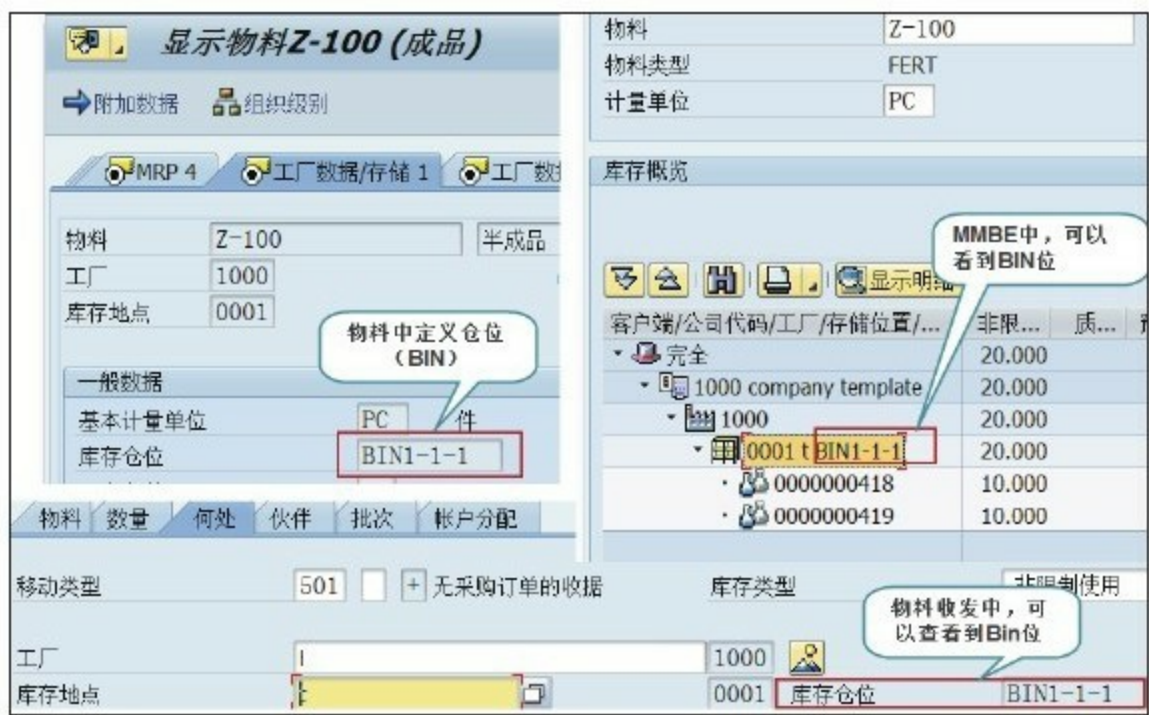 显示物料Z-100 (成品)
附加数据 组织级别
MRP 4 工厂数据/存储 1 工厂数
物料 Z-100 半成品
工厂 1000
库存地点 0001
物料中定义仓位
（BIN）
一般数据
基本计量单位 PC 件
库存仓位 BIN1-1-1
物料 Z-100
物料类型 FERT
计量单位 PC
库存概览
MMBE中，可以
看到BIN位
显示明细
客户端/公司代码/工厂/存储位置/... 非限... 质...
完全 20.000
1000 company template 20.000
1000 20.000
0001 t BIN1-1-1 20.000
0000000418 10.000
0000000419 10.000
物料 数量 何处 伙伴 批次 帐户分配
移动类型 501 + 无采购订单的收据 库存类型 非限制使用
物料收发中，可
以查看到Bin位
工厂 1000
库存地点 0001 库存仓位 BIN1-1-1